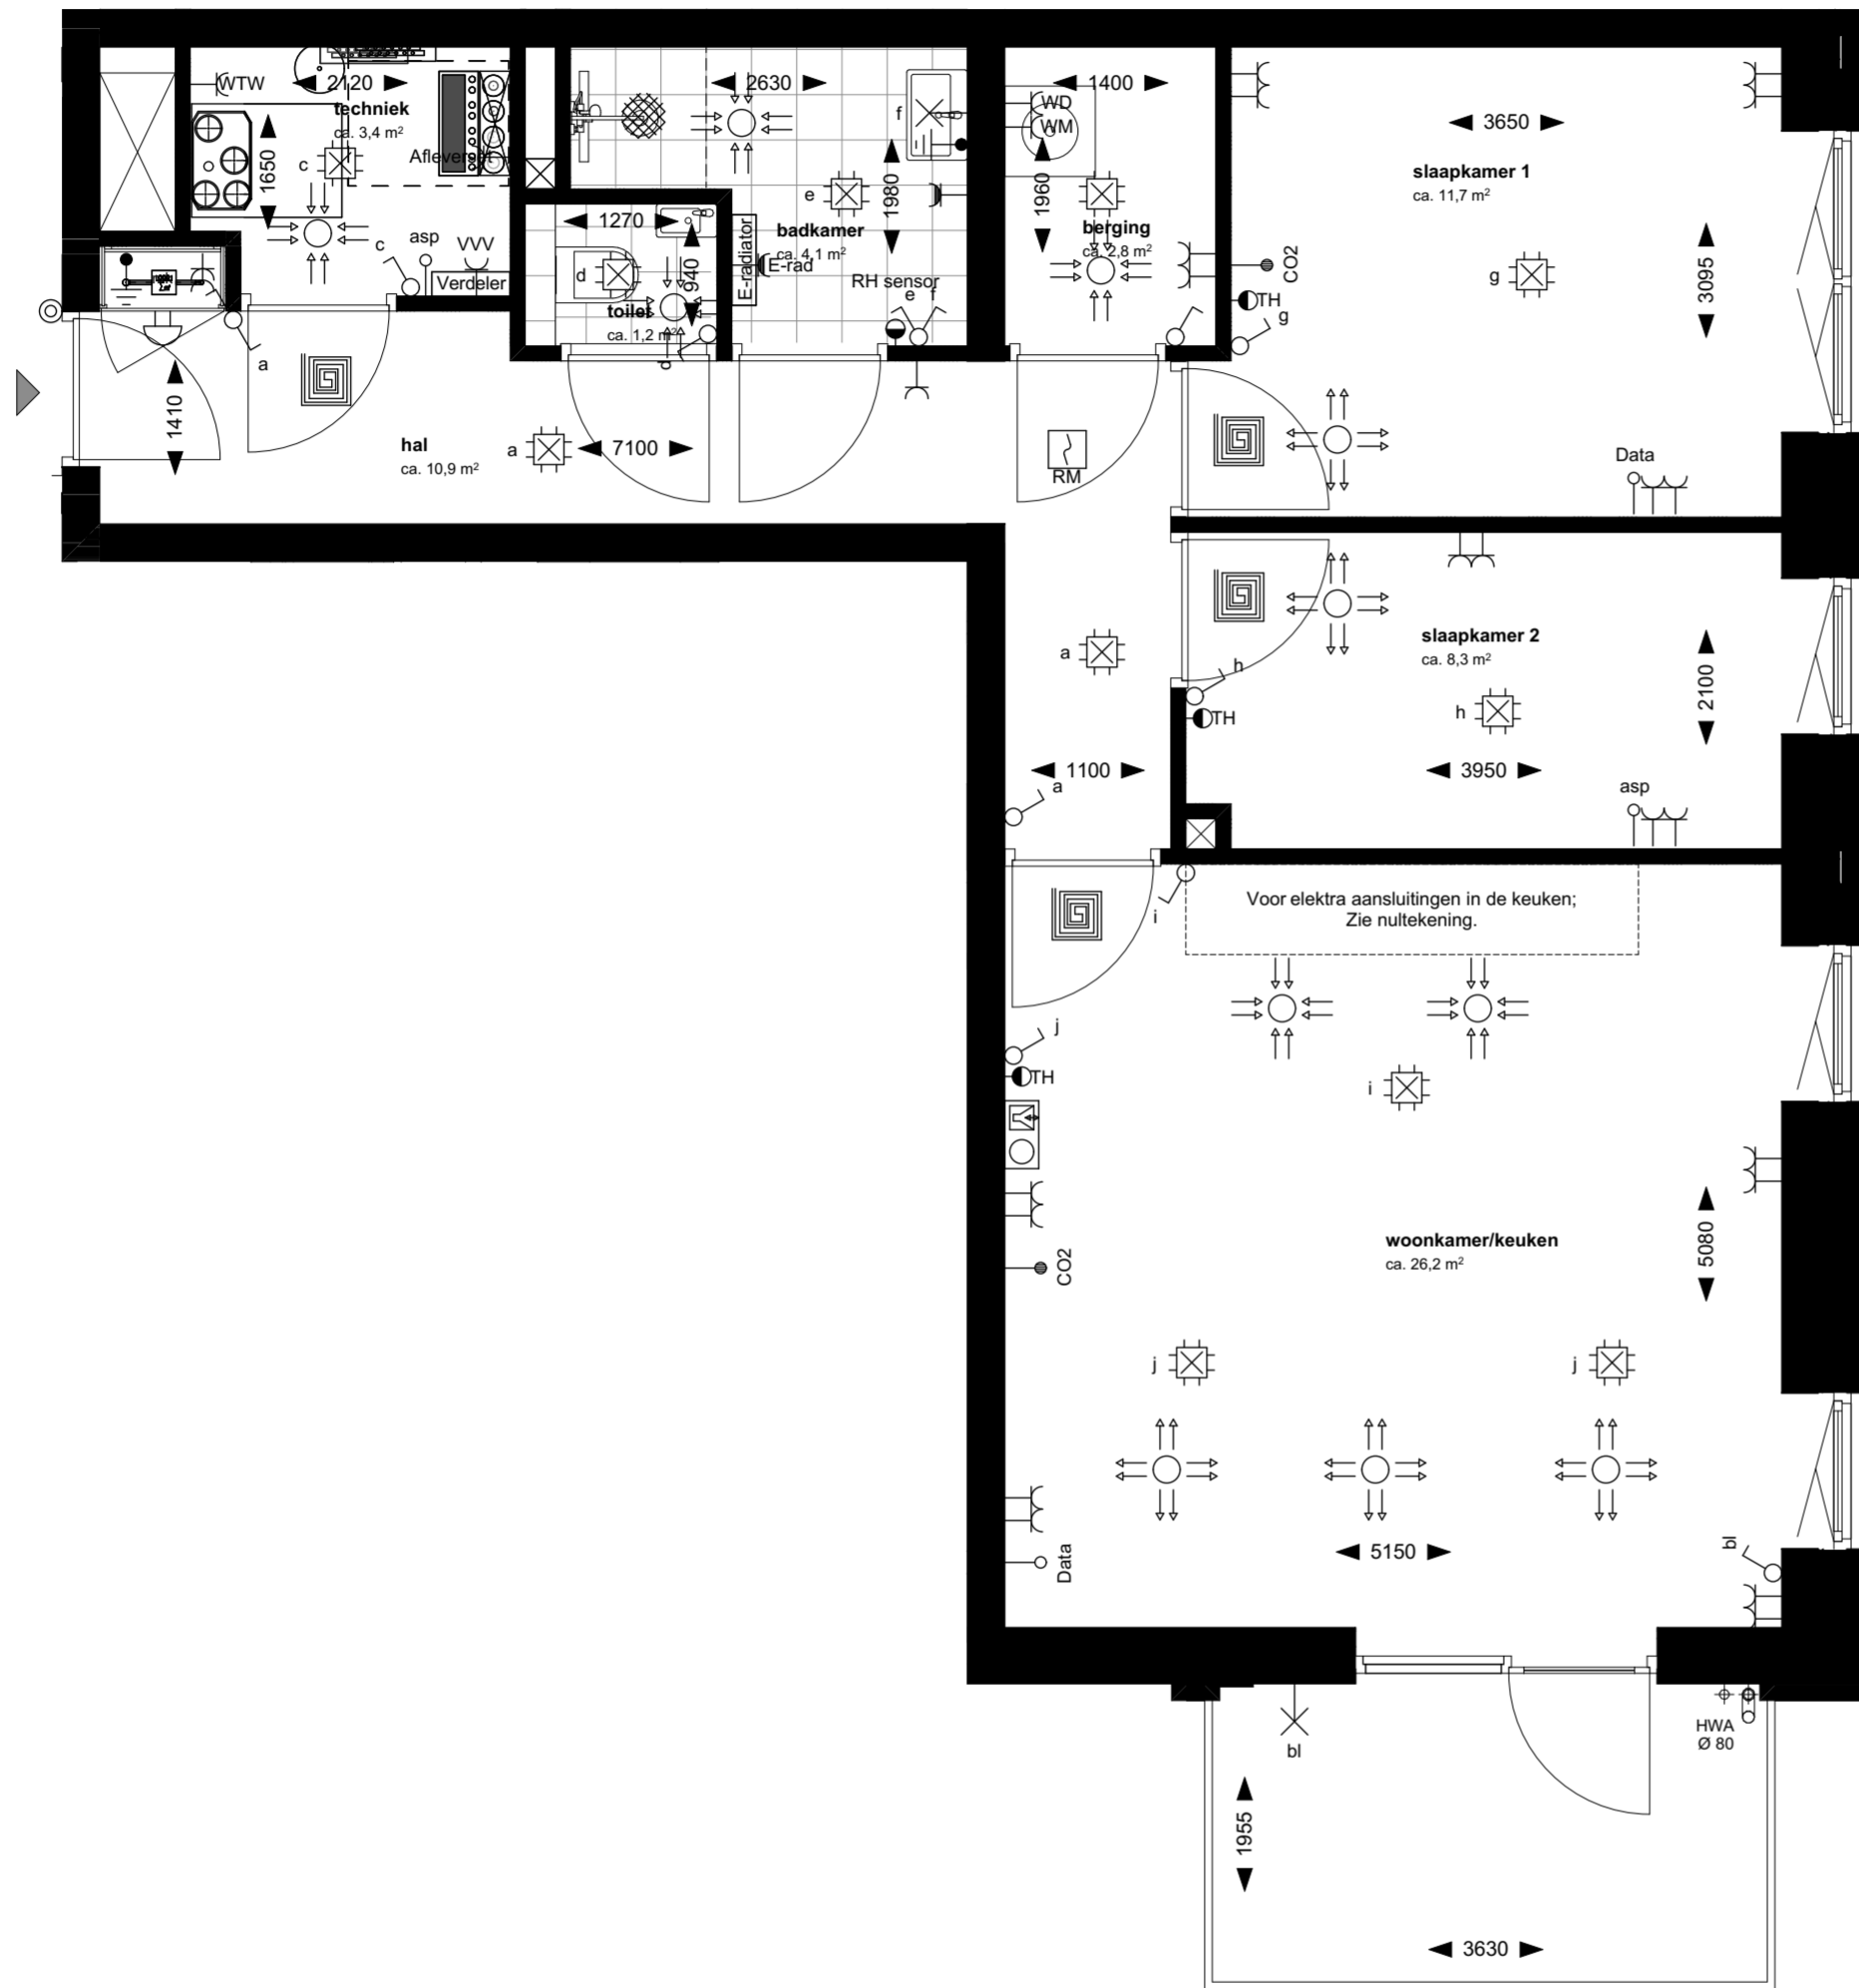 WTW
2120
techniek
ca. 3,4 m²
1650
c
Afleverset
c
asp
VVV
Verdeler
a
1410
hal
ca. 10,9 m²
a
7100
1270
940
d
toilet
ca. 1,2 m²
d
2630
f
1980
e
badkamer
ca. 4,1 m²
E-radiator
E-rad
RH sensor
e
f
1400
WD
WM
1960
berging
ca. 2,8 m²
RM
3650
slaapkamer 1
ca. 11,7 m²
CO2
TH
g
g
3095
Data
slaapkamer 2
ca. 8,3 m²
h
TH
h
2100
3950
asp
a
1100
a
i
Voor elektra aansluitingen in de keuken;
Zie nultekening.
j
TH
i
woonkamer/keuken
ca. 26,2 m²
5080
CO2
j
j
Data
5150
bl
bl
HWA
Ø 80
1955
3630